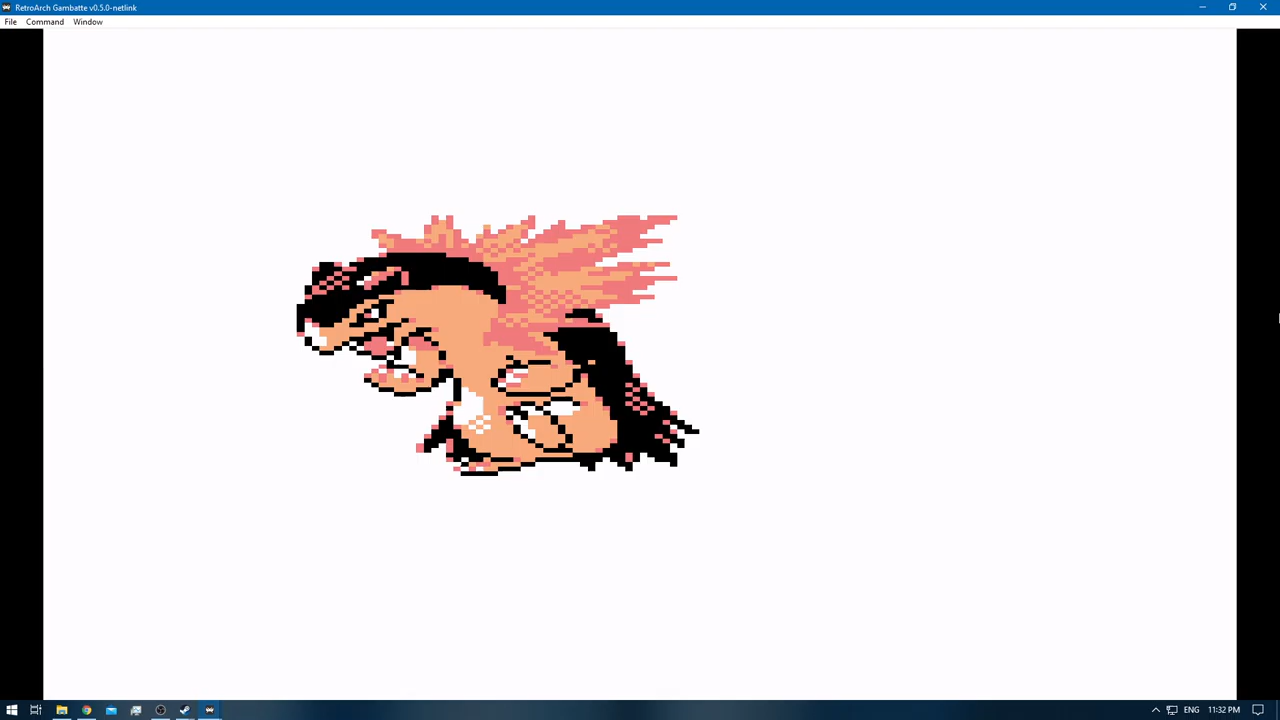 RetroArch Gambatte v0.5.0-netlink
File Command Window
ENG 11:32 PM